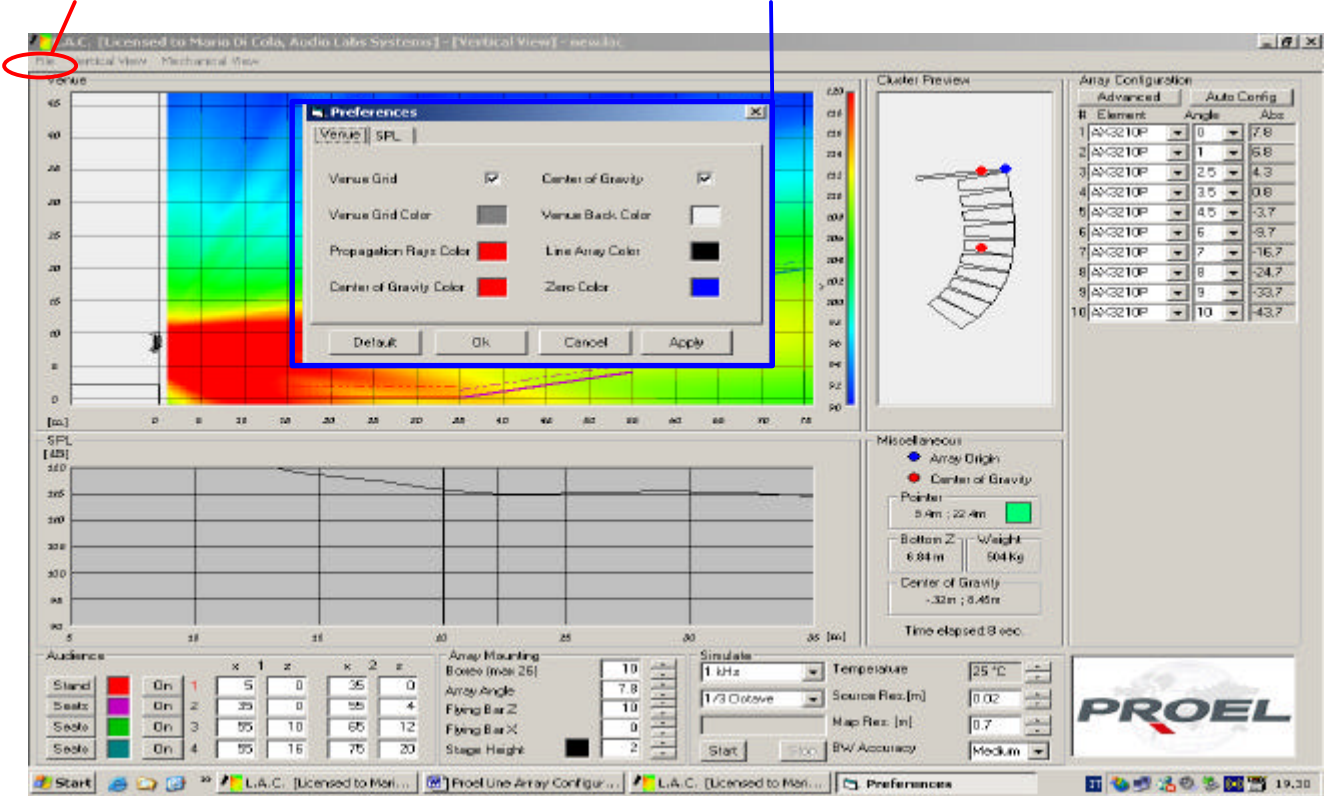 L.A.C. [Licensed to Mario Di Cola, Audio Labs Systems] - [Vertical View] - new.lac
File Vertical View Mechanical View
Venue
Preferences
Venue SPL
Venue Grid Center of Gravity
Venue Grid Color Venue Back Color
Propagation Rays Color Line Array Color
Center of Gravity Color Zero Color
Default Ok Cancel Apply
[m.]
Cluster Preview
Array Configuration
Advanced Auto Config
# Element Angle Abs
1 AX3210P 0 7.8
2 AX3210P 1 6.8
3 AX3210P 2.5 4.3
4 AX3210P 3.5 0.8
5 AX3210P 4.5 -3.7
6 AX3210P 6 -9.7
7 AX3210P 7 -16.7
8 AX3210P 8 -24.7
9 AX3210P 9 -33.7
10 AX3210P 10 -43.7
SPL
[dB]
[m]
Miscellaneous
Array Origin
Center of Gravity
Pointer
22.4m
Bottom Z Weight
6.84 m 504 Kg
Center of Gravity
-.32m ; 8.45m
Time elapsed 8 sec.
Audience
x 1 z x 2 z
Stand On 1 5 0 35 0
Seats On 2 35 0 55 4
Seats On 3 55 10 65 12
Seats On 4 55 16 75 20
Array Mounting
Boxes (max 26) 10
Array Angle 7.8
Flying Bar Z 10
Flying Bar X 0
Stage Height 2
Simulate
1 kHz
1/3 Octave
Start Stop
Temperature 25 °C
Source Res.[m] 0.02
Map Res. [m] 0.7
BW Accuracy Medium
PROEL
Start L.A.C. [Licensed to Mari... Proel Line Array Configur ... L.A.C. [Licensed to Mari... Preferences IT 19.30